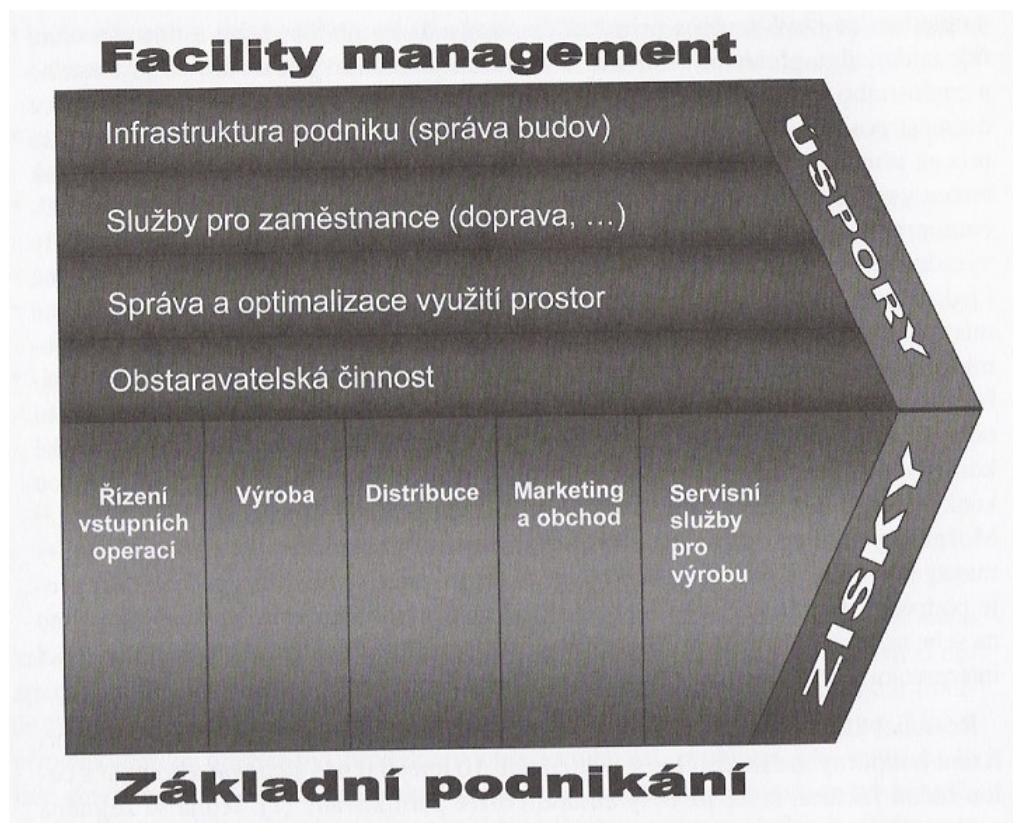 Facility management
Infrastruktura podniku (správa budov)
Služby pro zaměstnance (doprava, ...)
Správa a optimalizace využití prostor
Obstaravatelská činnost
USPORY
Řízení
vstupních
operací
Výroba
Distribuce
Marketing
a obchod
Servisní
služby
pro
výrobu
ZISKY
Základní podnikání